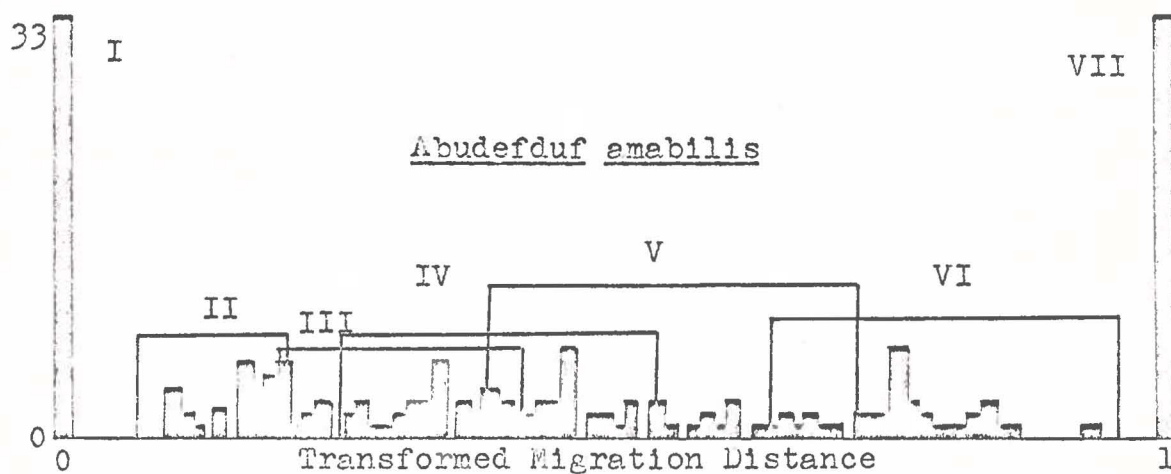 33
I
VII
Abudefduf amabilis
V
IV
VI
II
III
0
0
Transformed Migration Distance
1